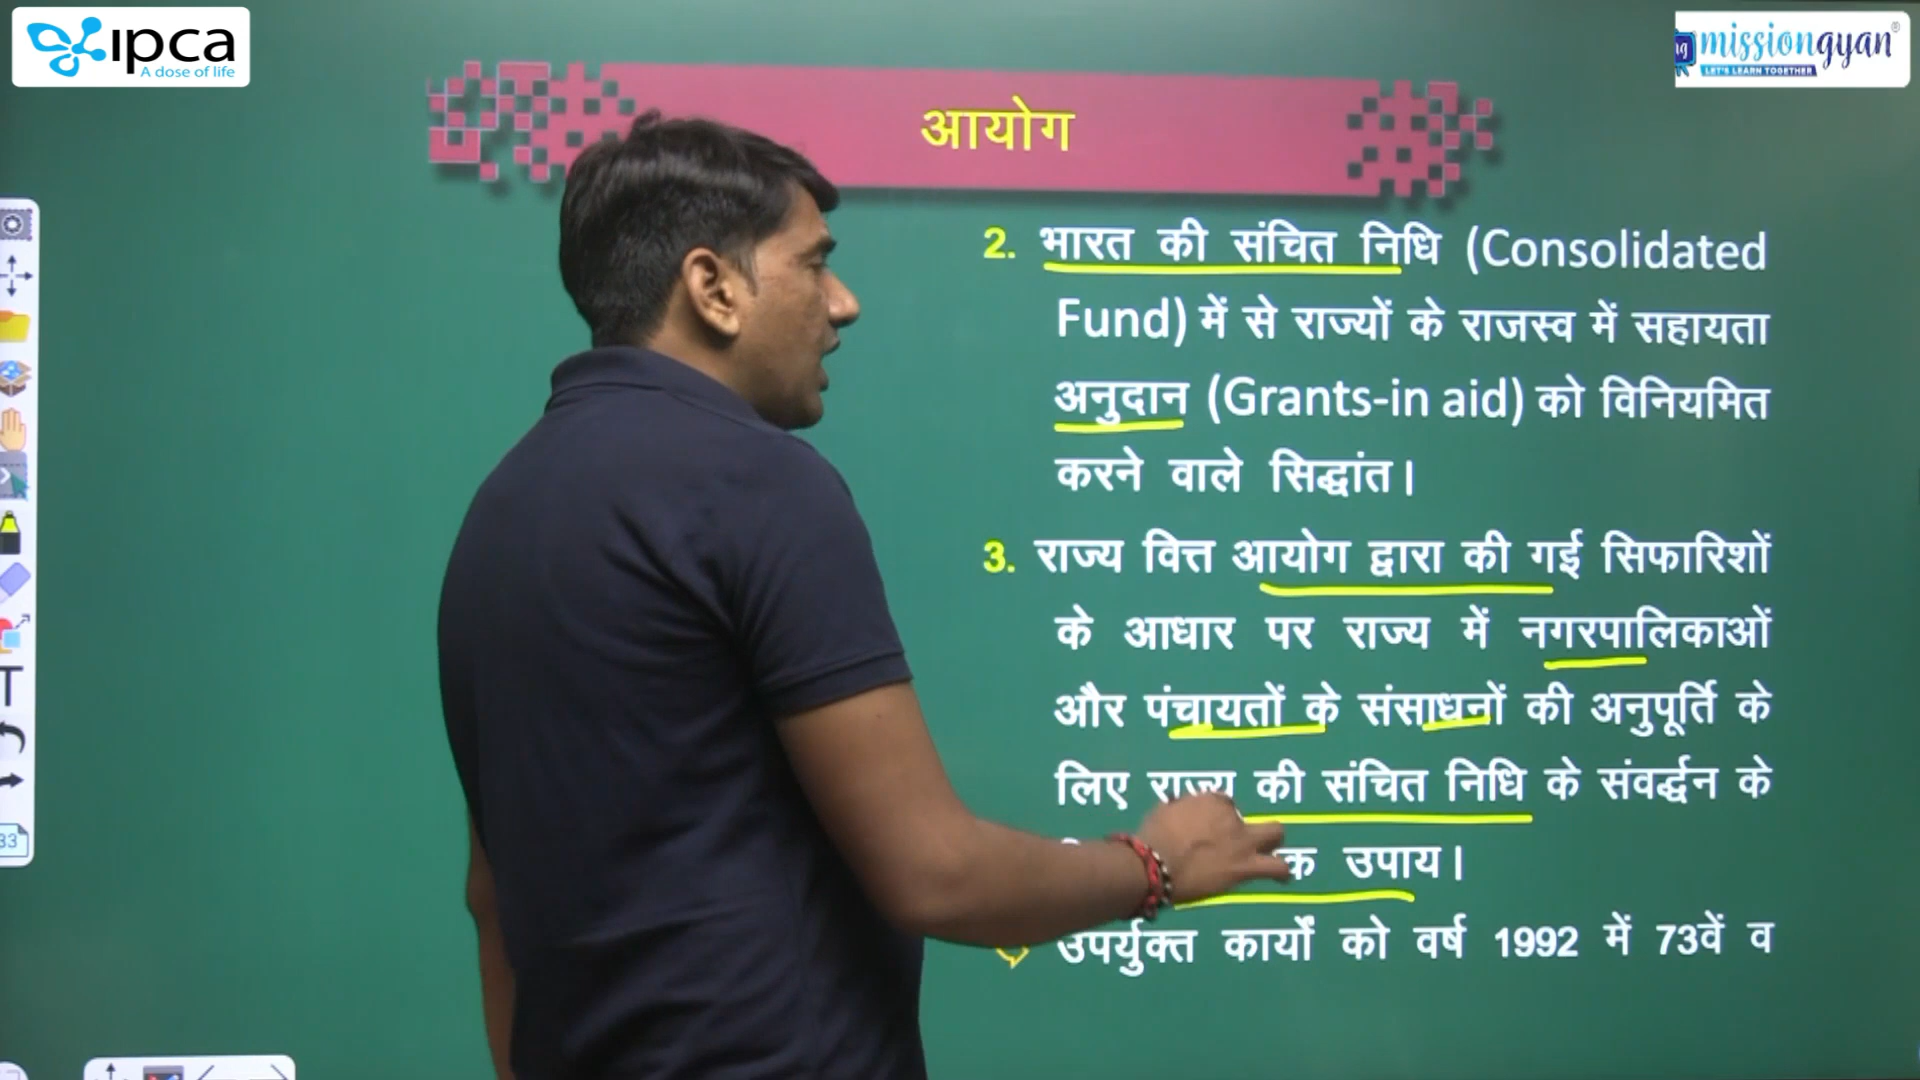 ipca
A dose of life
mg missiongyan®
LET'S LEARN TOGETHER
आयोग
2. भारत की संचित निधि (Consolidated
Fund) में से राज्यों के राजस्व में सहायता
अनुदान (Grants-in aid) को विनियमित
करने वाले सिद्धांत।
3. राज्य वित्त आयोग द्वारा की गई सिफारिशों
के आधार पर राज्य में नगरपालिकाओं
और पंचायतों के संसाधनों की अनुपूर्ति के
लिए राज्य की संचित निधि के संवर्द्धन के
उपाय।
उपर्युक्त कार्यों को वर्ष 1992 में 73वें व
T
33